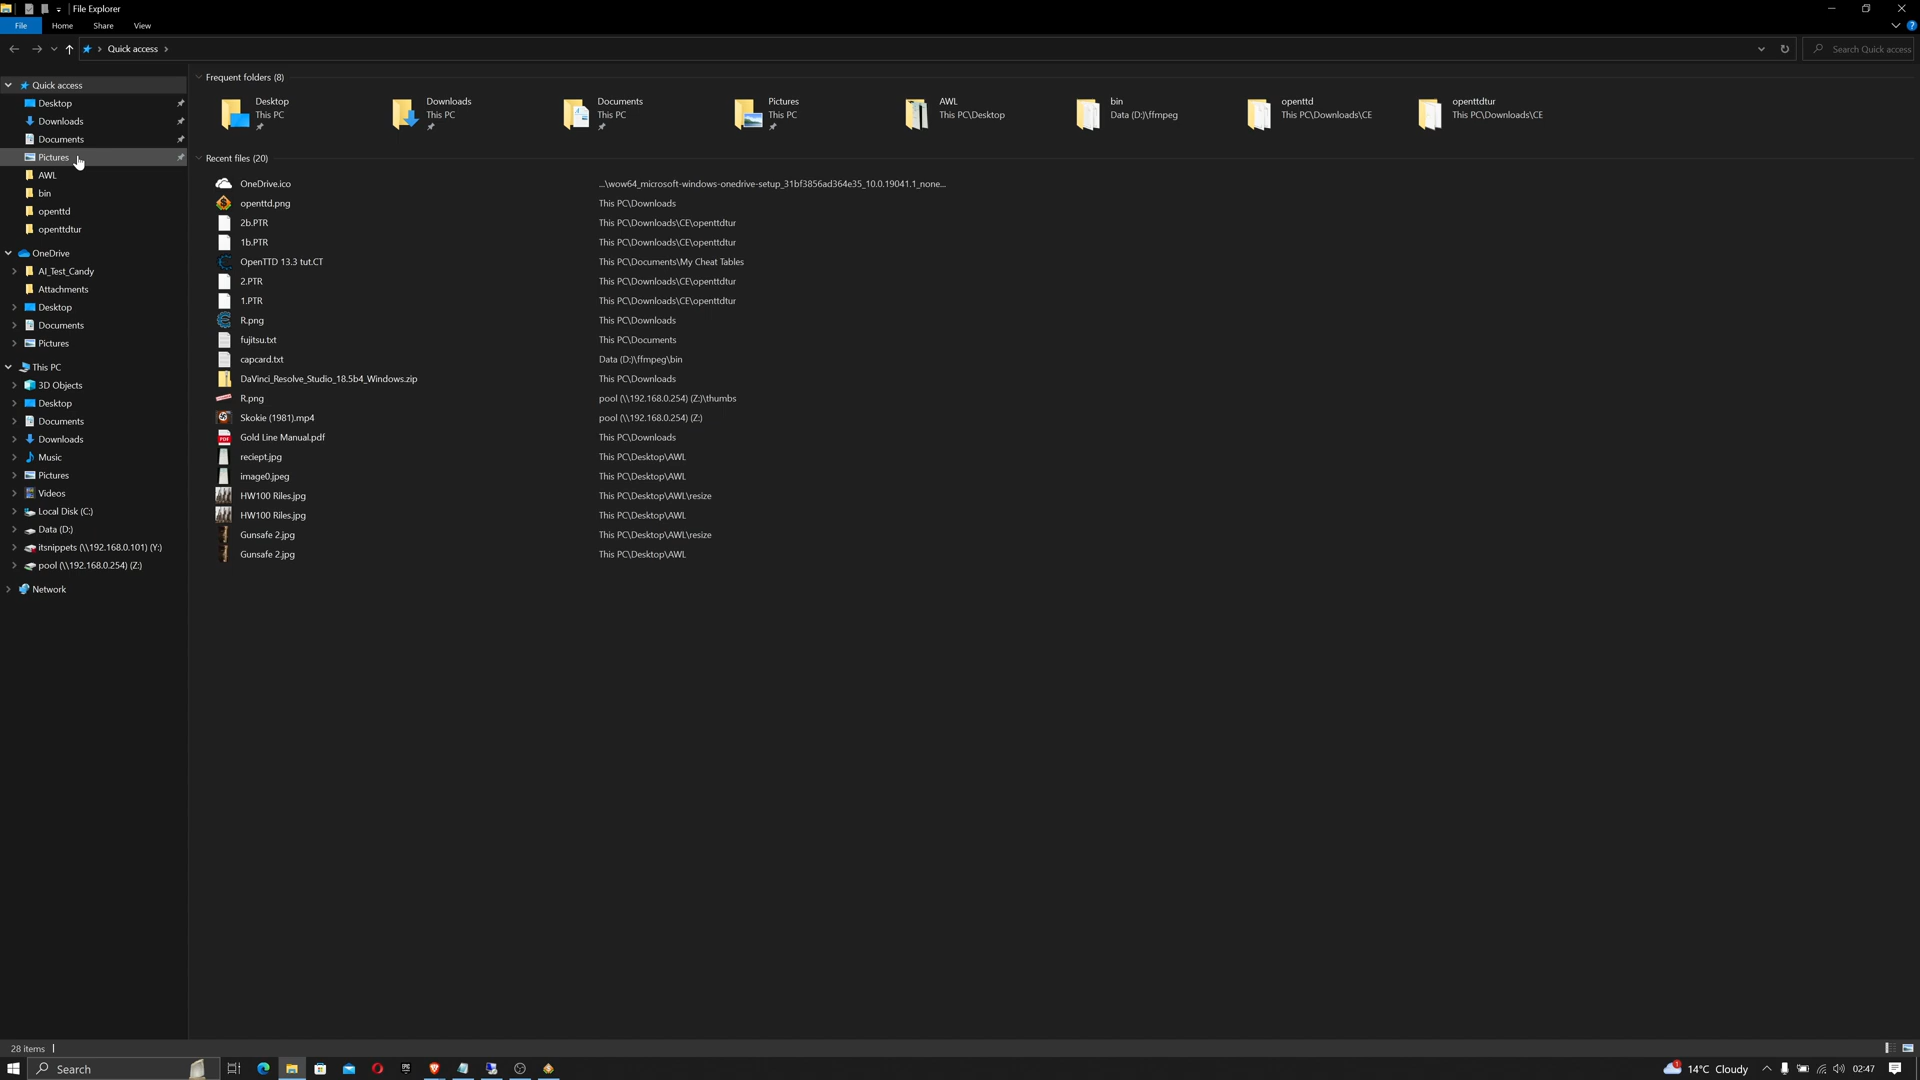 File Explorer
File Home Share View
Quick access
Search Quick access
Quick access
Desktop
Downloads
Documents
Pictures
AWL
bin
openttd
openttdtur
OneDrive
AI_Test_Candy
Attachments
Desktop
Documents
Pictures
This PC
3D Objects
Desktop
Documents
Downloads
Music
Pictures
Videos
Local Disk (C:)
Data (D:)
itsnippets (\\192.168.0.101) (Y:)
pool (\\192.168.0.254) (Z:)
Network
Frequent folders (8)
Desktop
This PC
Downloads
This PC
Documents
This PC
Pictures
This PC
AWL
This PC\Desktop
bin
Data (D:)\ffmpeg
openttd
This PC\Downloads\CE
openttdtur
This PC\Downloads\CE
Recent files (20)
OneDrive.ico ...\wow64_microsoft-windows-onedrive-setup_31bf3856ad364e35_10.0.19041.1_none...
openttd.png This PC\Downloads
2b.PTR This PC\Downloads\CE\openttdtur
1b.PTR This PC\Downloads\CE\openttdtur
OpenTTD 13.3 tut.CT This PC\Documents\My Cheat Tables
2.PTR This PC\Downloads\CE\openttdtur
1.PTR This PC\Downloads\CE\openttdtur
R.png This PC\Downloads
fujitsu.txt This PC\Documents
capcard.txt Data (D:)\ffmpeg\bin
DaVinci_Resolve_Studio_18.5b4_Windows.zip This PC\Downloads
R.png pool (\\192.168.0.254) (Z:)\thumbs
Skokie (1981).mp4 pool (\\192.168.0.254) (Z:)
Gold Line Manual.pdf This PC\Downloads
reciept.jpg This PC\Desktop\AWL
image0.jpeg This PC\Desktop\AWL
HW100 Riles.jpg This PC\Desktop\AWL\resize
HW100 Riles.jpg This PC\Desktop\AWL
Gunsafe 2.jpg This PC\Desktop\AWL\resize
Gunsafe 2.jpg This PC\Desktop\AWL
28 items
Search
14°C Cloudy
02:47